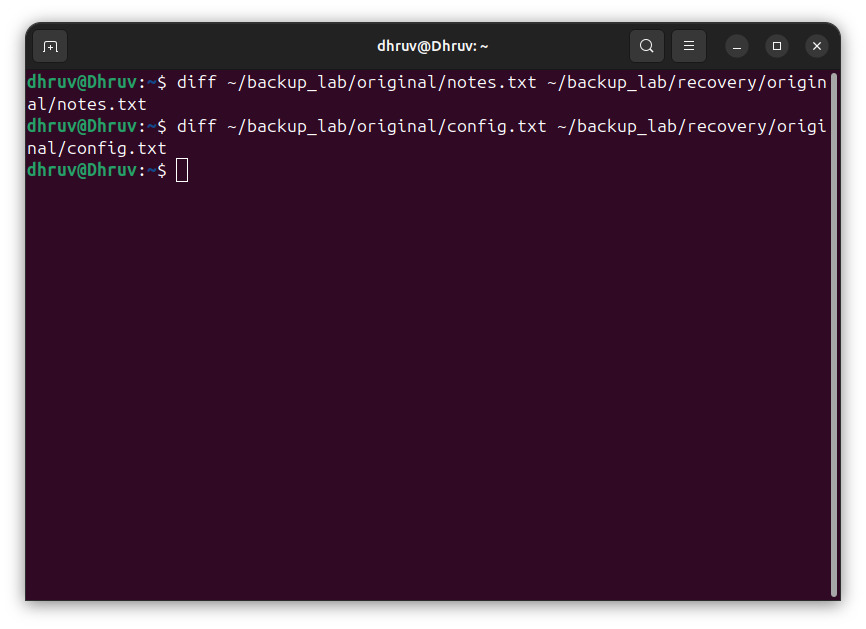 dhruv@Dhruv: ~
dhruv@Dhruv:~$ diff ~/backup_lab/original/notes.txt ~/backup_lab/recovery/origin
al/notes.txt
dhruv@Dhruv:~$ diff ~/backup_lab/original/config.txt ~/backup_lab/recovery/origi
nal/config.txt
dhruv@Dhruv:~$